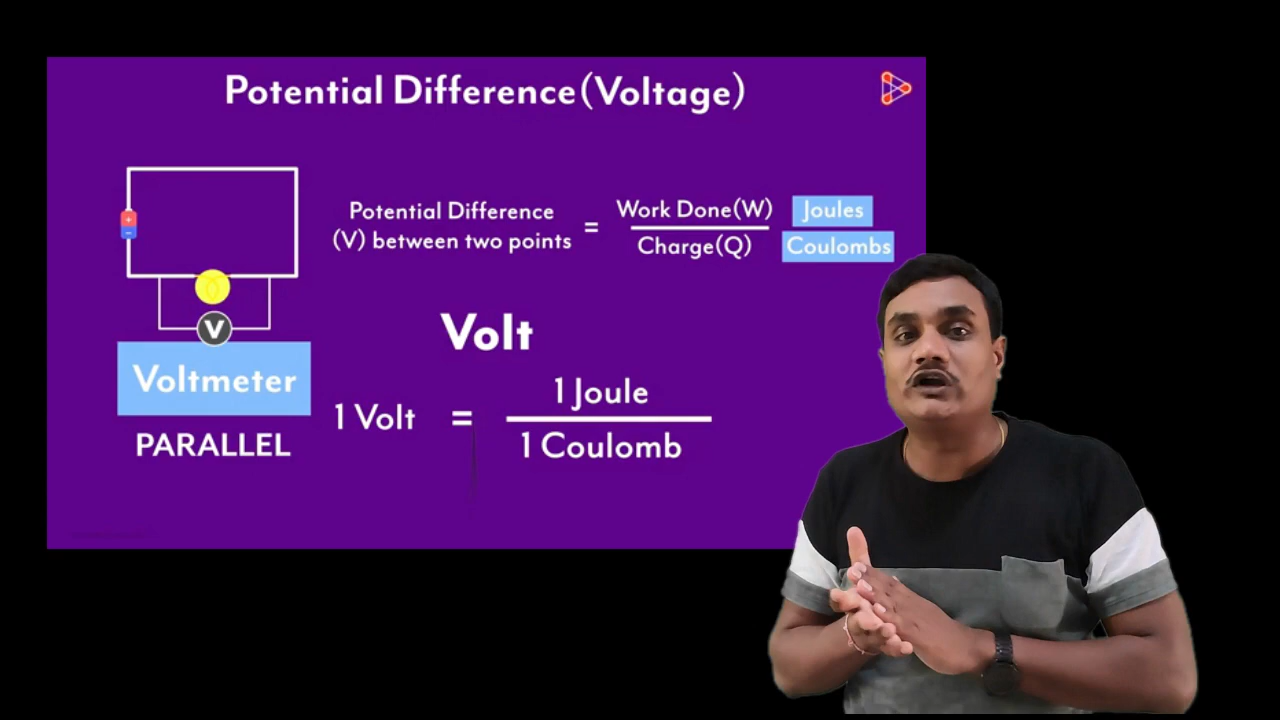 Potential Difference(Voltage)
+
−
V
Voltmeter
PARALLEL
Potential Difference
(V) between two points
=
Work Done(W)
Charge(Q)
Joules
Coulombs
Volt
1 Volt
=
1 Joule
1 Coulomb